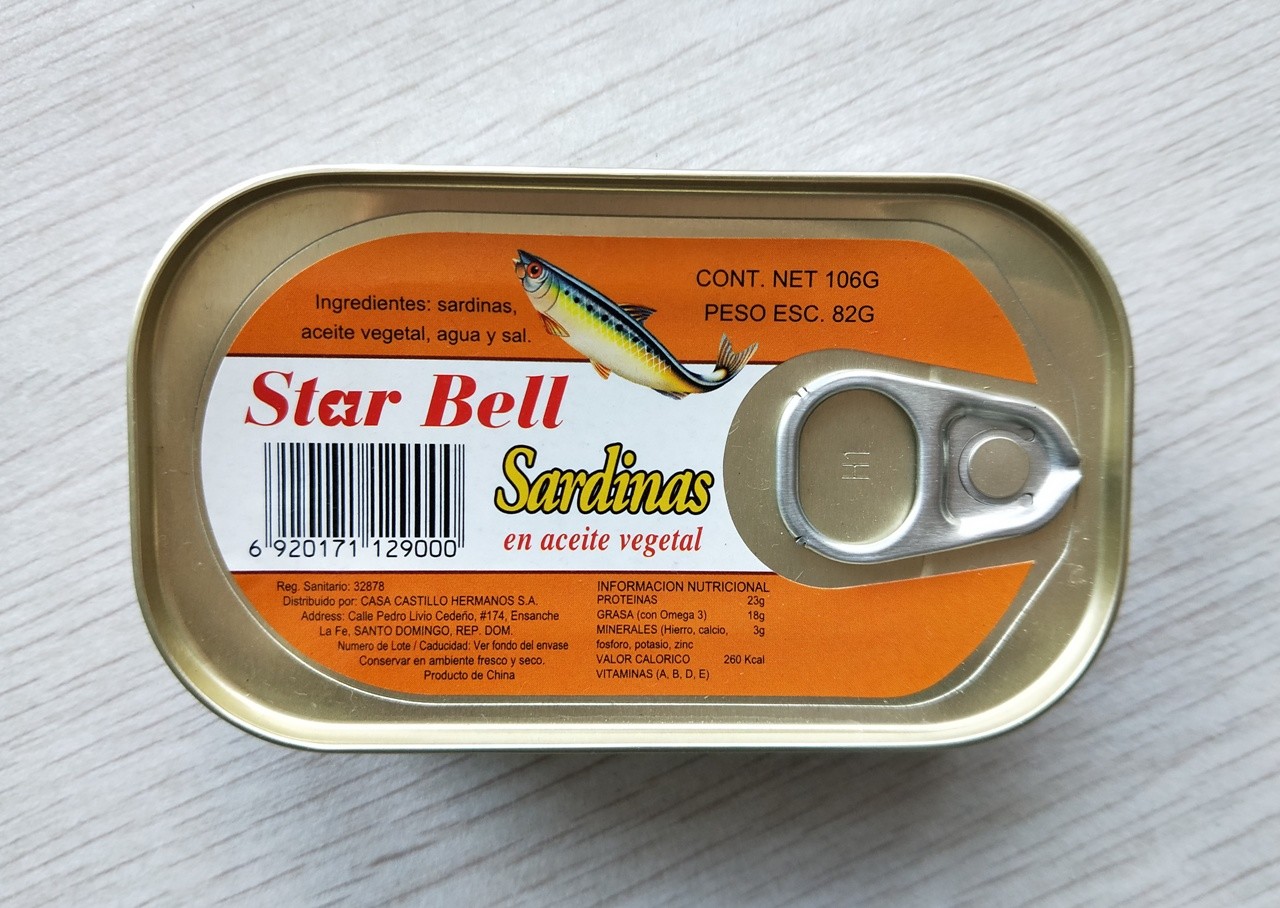 Ingredientes: sardinas,
aceite vegetal, agua y sal.
CONT. NET 106G
PESO ESC. 82G
Star Bell
Sardinas
en aceite vegetal
6 920171 129000
H1
Reg. Sanitario: 32878
Distribuido por: CASA CASTILLO HERMANOS S.A.
Address: Calle Pedro Livio Cedeño, #174, Ensanche
La Fe, SANTO DOMINGO, REP. DOM.
Numero de Lote / Caducidad: Ver fondo del envase
Conservar en ambiente fresco y seco.
Producto de China
INFORMACION NUTRICIONAL
PROTEINAS 23g
GRASA (con Omega 3) 18g
MINERALES (Hierro, calcio, 3g
fosforo, potasio, zinc
VALOR CALORICO 260 Kcal
VITAMINAS (A, B, D, E)